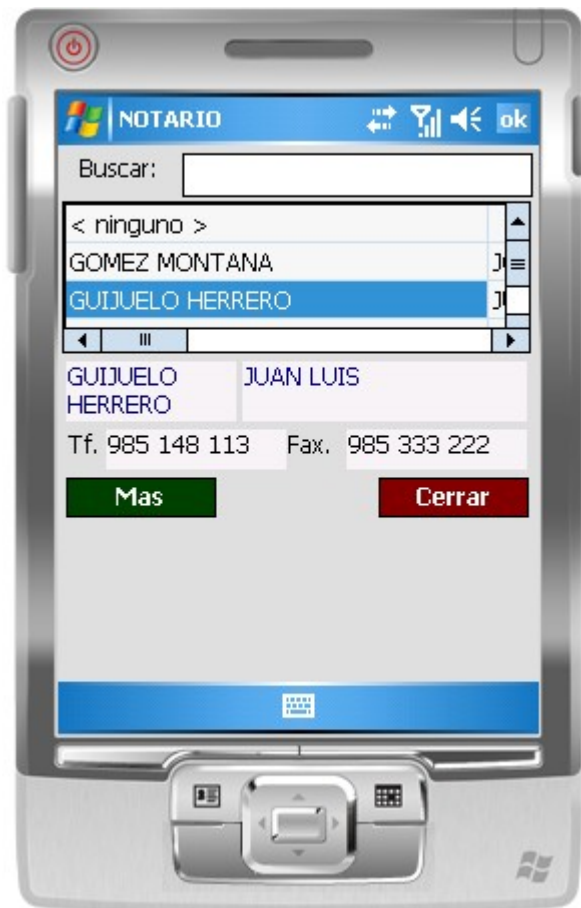 NOTARIO ok
Buscar:
< ninguno >
GOMEZ MONTANA
GUIJUELO HERRERO
GUIJUELO JUAN LUIS
HERRERO
Tf. 985 148 113 Fax. 985 333 222
Mas Cerrar